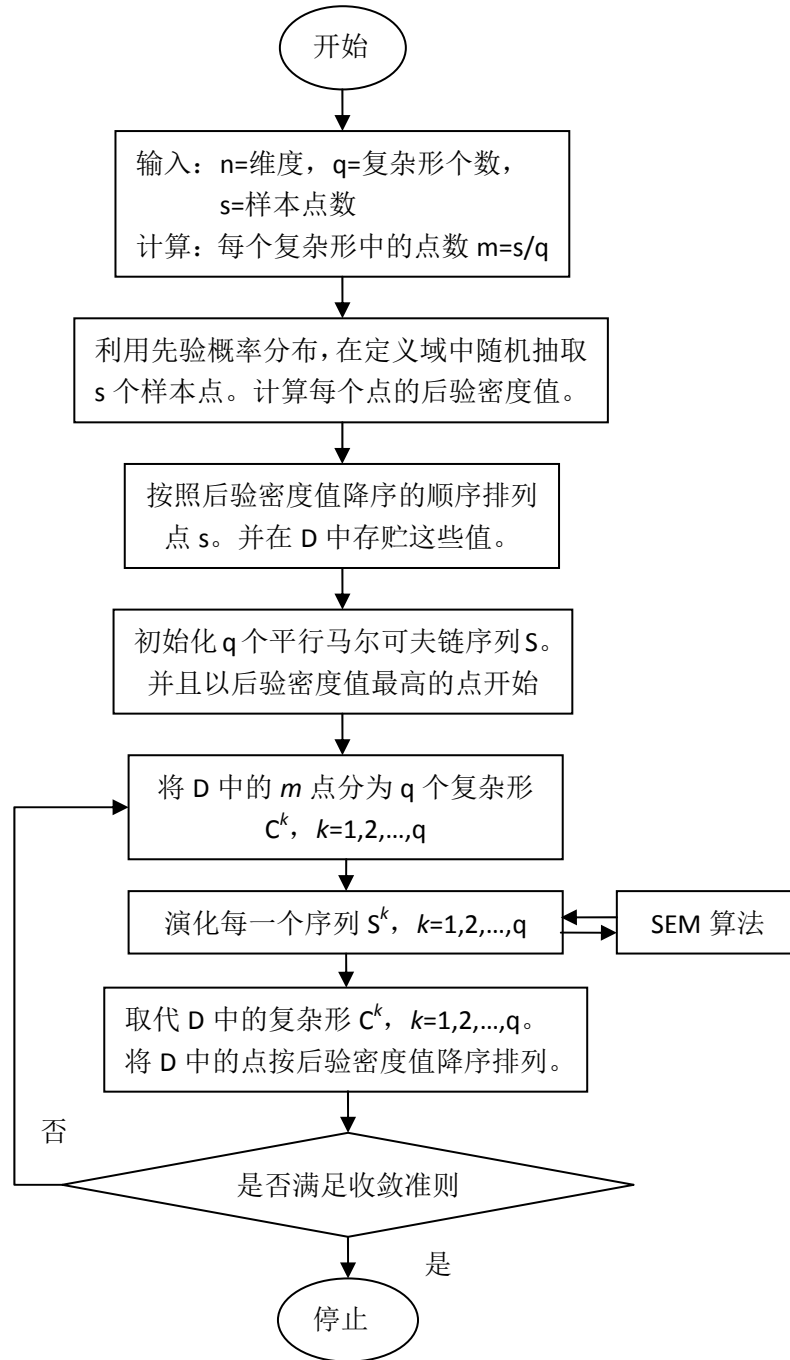 开始
输入：n=维度，q=复杂形个数，
s=样本点数
计算：每个复杂形中的点数 m=s/q
利用先验概率分布，在定义域中随机抽取
s 个样本点。计算每个点的后验密度值。
按照后验密度值降序的顺序排列
点 s。并在 D 中存贮这些值。
初始化 q 个平行马尔可夫链序列 S。
并且以后验密度值最高的点开始
将 D 中的 m 点分为 q 个复杂形
C^k，k=1,2,…,q
演化每一个序列 S^k，k=1,2,…,q
SEM 算法
取代 D 中的复杂形 C^k，k=1,2,…,q。
将 D 中的点按后验密度值降序排列。
否
是否满足收敛准则
是
停止